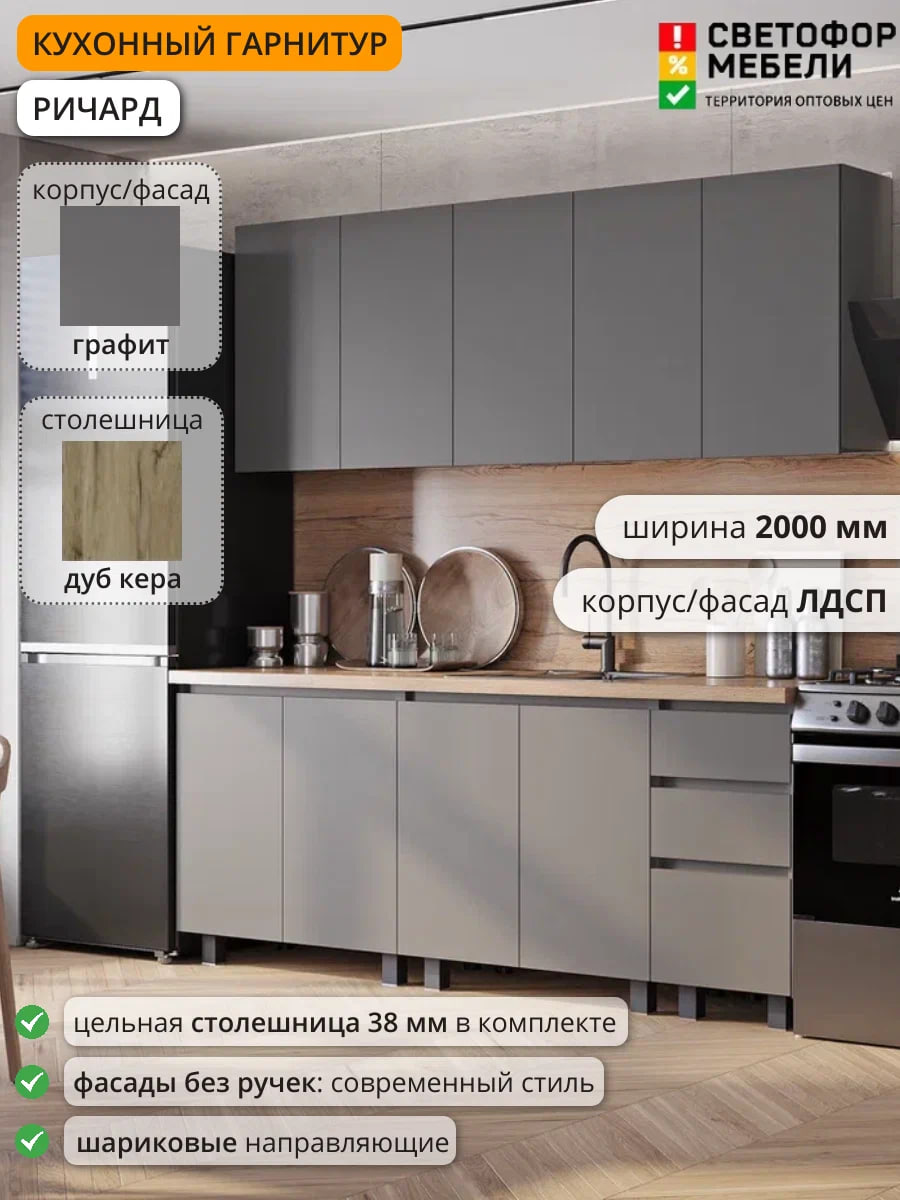 КУХОННЫЙ ГАРНИТУР
РИЧАРД
СВЕТОФОР
МЕБЕЛИ
ТЕРРИТОРИЯ ОПТОВЫХ ЦЕН
корпус/фасад
графит
столешница
дуб кера
ширина 2000 мм
корпус/фасад ЛДСП
цельная столешница 38 мм в комплекте
фасады без ручек: современный стиль
шариковые направляющие